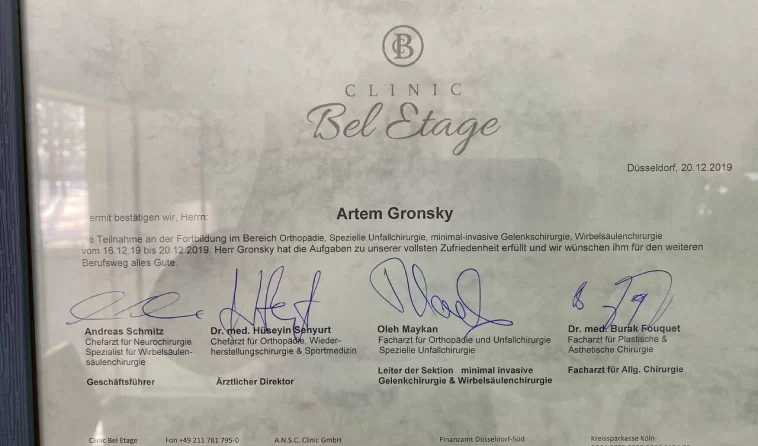 CLINIC
Bel Etage
Düsseldorf, 20.12.2019
ermit bestätigen wir, Herrn:
Artem Gronsky
e Teilnahme an der Fortbildung im Bereich Orthopädie, Spezielle Unfallchirurgie, minimal-invasive Gelenkschirurgie, Wirbelsäulenchirurgie
vom 16.12.19 bis 20.12.2019. Herr Gronsky hat die Aufgaben zu unserer vollsten Zufriedenheit erfüllt und wir wünschen ihm für den weiteren
Berufsweg alles Gute.
Andreas Schmitz
Chefarzt für Neurochirurgie
Spezialist für Wirbelsäulen-
säulenchirurgie
Geschäftsführer
Dr. med. Hüseyin Senyurt
Chefarzt für Orthopädie, Wieder-
herstellungschirurgie & Sportmedizin
Ärztlicher Direktor
Oleh Maykan
Facharzt für Orthopädie und Unfallchirurgie
Spezielle Unfallchirurgie
Leiter der Sektion minimal invasive
Gelenkchirurgie & Wirbelsäulenchirurgie
Dr. med. Burak Fouquet
Facharzt für Plastische &
Ästhetische Chirurgie
Facharzt für Allg. Chirurgie
Clinic Bel Etage
Fon +49 211 781 795-0
A.N.S.C. Clinic GmbH
Finanzamt Düsseldorf-Süd
Kreissparkasse Köln